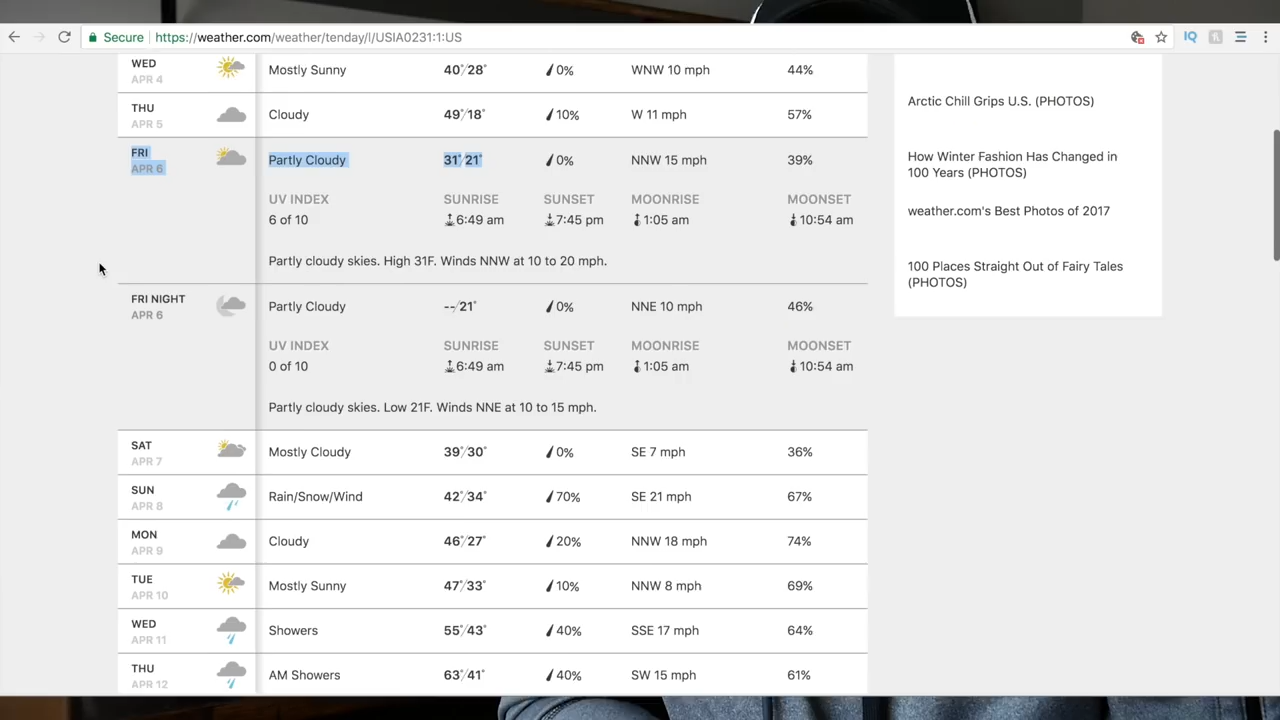 Secure https://weather.com/weather/tenday/l/USIA0231:1:US
IQ
WED Mostly Sunny 40°/28° 0% WNW 10 mph 44%
APR 4
THU Cloudy 49°/18° 10% W 11 mph 57%
APR 5
FRI Partly Cloudy 31°/21° 0% NNW 15 mph 39%
APR 6
UV INDEX SUNRISE SUNSET MOONRISE MOONSET
6 of 10 6:49 am 7:45 pm 1:05 am 10:54 am
Partly cloudy skies. High 31F. Winds NNW at 10 to 20 mph.
FRI NIGHT Partly Cloudy --/21° 0% NNE 10 mph 46%
APR 6
UV INDEX SUNRISE SUNSET MOONRISE MOONSET
0 of 10 6:49 am 7:45 pm 1:05 am 10:54 am
Partly cloudy skies. Low 21F. Winds NNE at 10 to 15 mph.
SAT Mostly Cloudy 39°/30° 0% SE 7 mph 36%
APR 7
SUN Rain/Snow/Wind 42°/34° 70% SE 21 mph 67%
APR 8
MON Cloudy 46°/27° 20% NNW 18 mph 74%
APR 9
TUE Mostly Sunny 47°/33° 10% NNW 8 mph 69%
APR 10
WED Showers 55°/43° 40% SSE 17 mph 64%
APR 11
THU AM Showers 63°/41° 40% SW 15 mph 61%
APR 12
Arctic Chill Grips U.S. (PHOTOS)
How Winter Fashion Has Changed in
100 Years (PHOTOS)
weather.com's Best Photos of 2017
100 Places Straight Out of Fairy Tales
(PHOTOS)